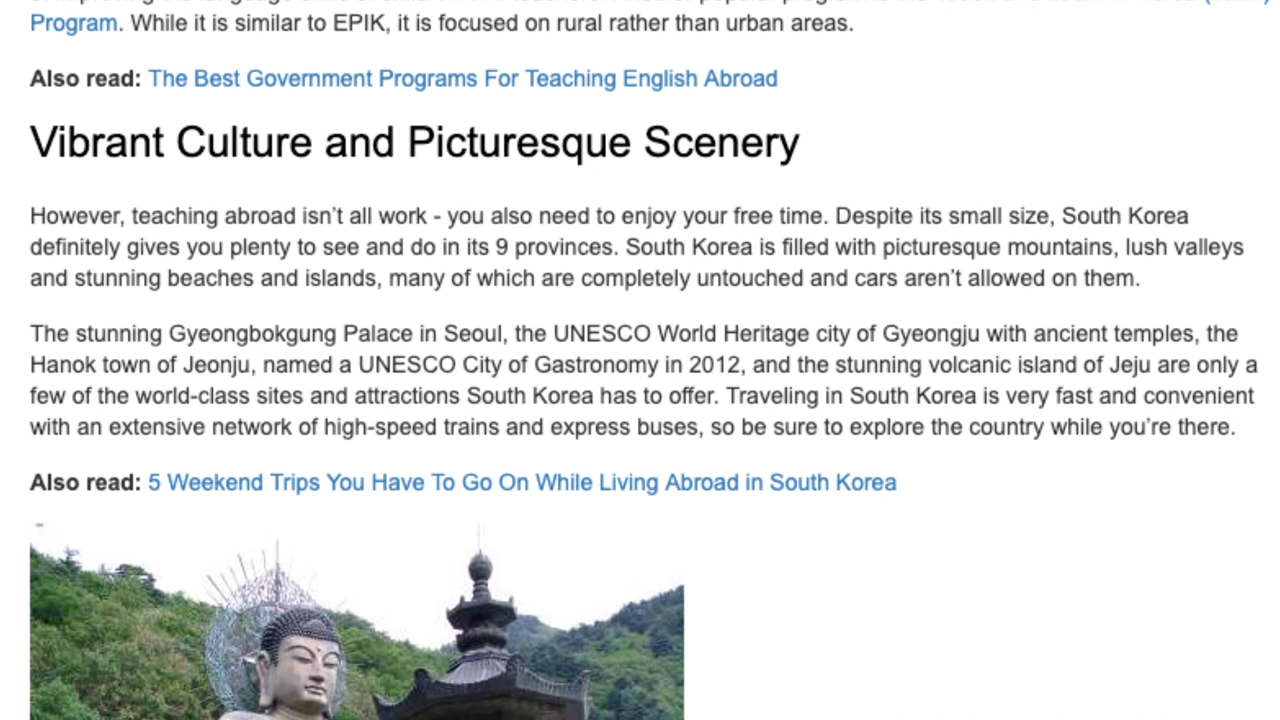 Program. While it is similar to EPIK, it is focused on rural rather than urban areas.
Also read: The Best Government Programs For Teaching English Abroad
Vibrant Culture and Picturesque Scenery
However, teaching abroad isn’t all work - you also need to enjoy your free time. Despite its small size, South Korea
definitely gives you plenty to see and do in its 9 provinces. South Korea is filled with picturesque mountains, lush valleys
and stunning beaches and islands, many of which are completely untouched and cars aren’t allowed on them.
The stunning Gyeongbokgung Palace in Seoul, the UNESCO World Heritage city of Gyeongju with ancient temples, the
Hanok town of Jeonju, named a UNESCO City of Gastronomy in 2012, and the stunning volcanic island of Jeju are only a
few of the world-class sites and attractions South Korea has to offer. Traveling in South Korea is very fast and convenient
with an extensive network of high-speed trains and express buses, so be sure to explore the country while you’re there.
Also read: 5 Weekend Trips You Have To Go On While Living Abroad in South Korea